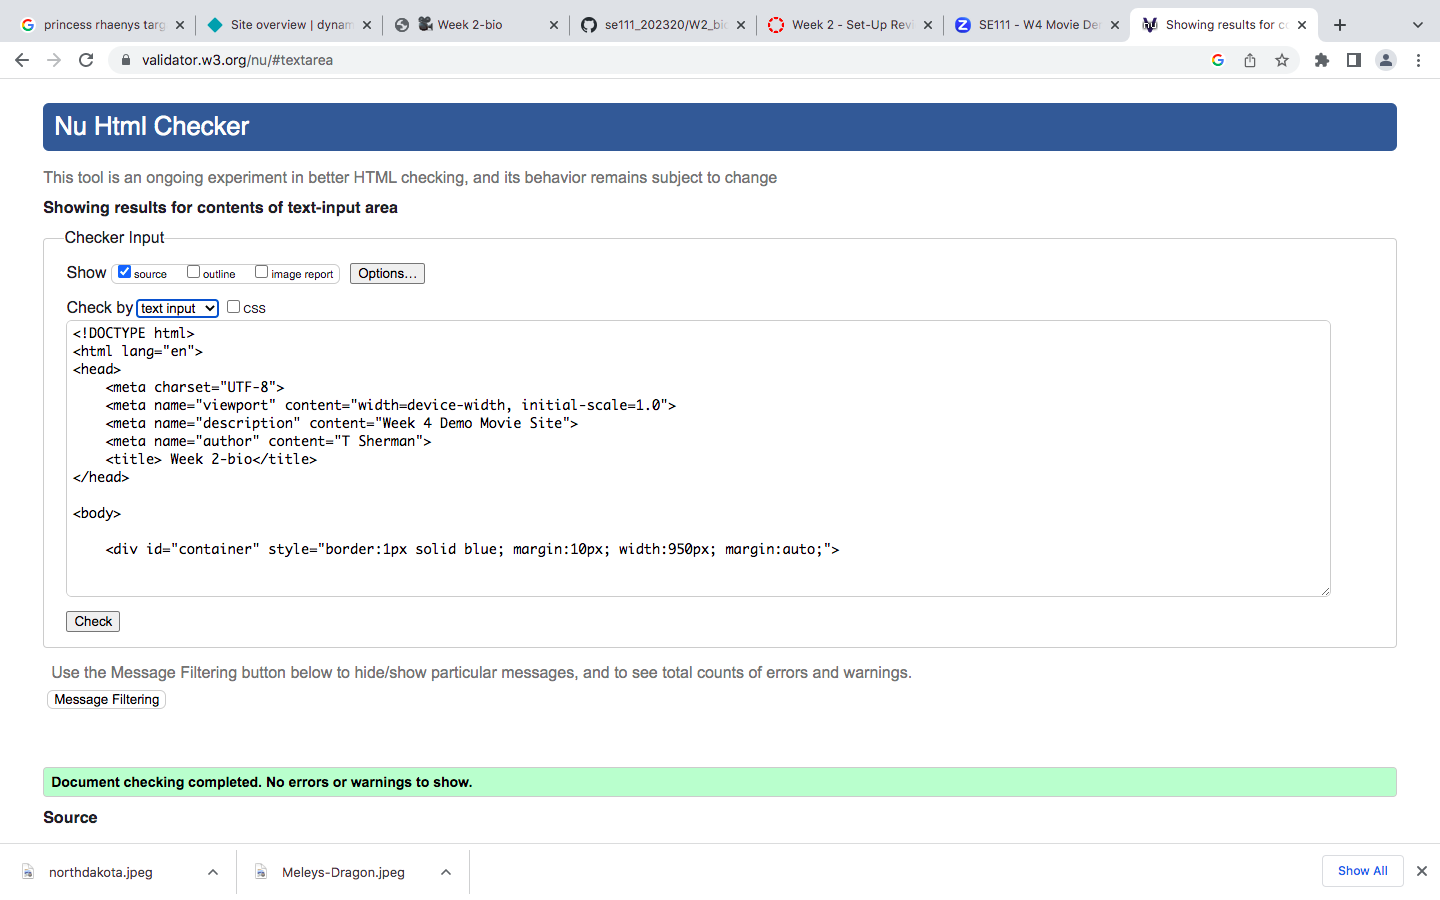 princess rhaenys targ
Site overview | dynam
Week 2-bio
se111_202320/W2_bio
Week 2 - Set-Up Revi
SE111 - W4 Movie De
Showing results for co
validator.w3.org/nu/#textarea
Nu Html Checker
This tool is an ongoing experiment in better HTML checking, and its behavior remains subject to change
Showing results for contents of text-input area
Checker Input
Show source outline image report Options...
Check by text input CSS
<!DOCTYPE html>
<html lang="en">
<head>
    <meta charset="UTF-8">
    <meta name="viewport" content="width=device-width, initial-scale=1.0">
    <meta name="description" content="Week 4 Demo Movie Site">
    <meta name="author" content="T Sherman">
    <title> Week 2-bio</title>
</head>
<body>
    <div id="container" style="border:1px solid blue; margin:10px; width:950px; margin:auto;">
Check
Use the Message Filtering button below to hide/show particular messages, and to see total counts of errors and warnings.
Message Filtering
Document checking completed. No errors or warnings to show.
Source
northdakota.jpeg
Meleys-Dragon.jpeg
Show All